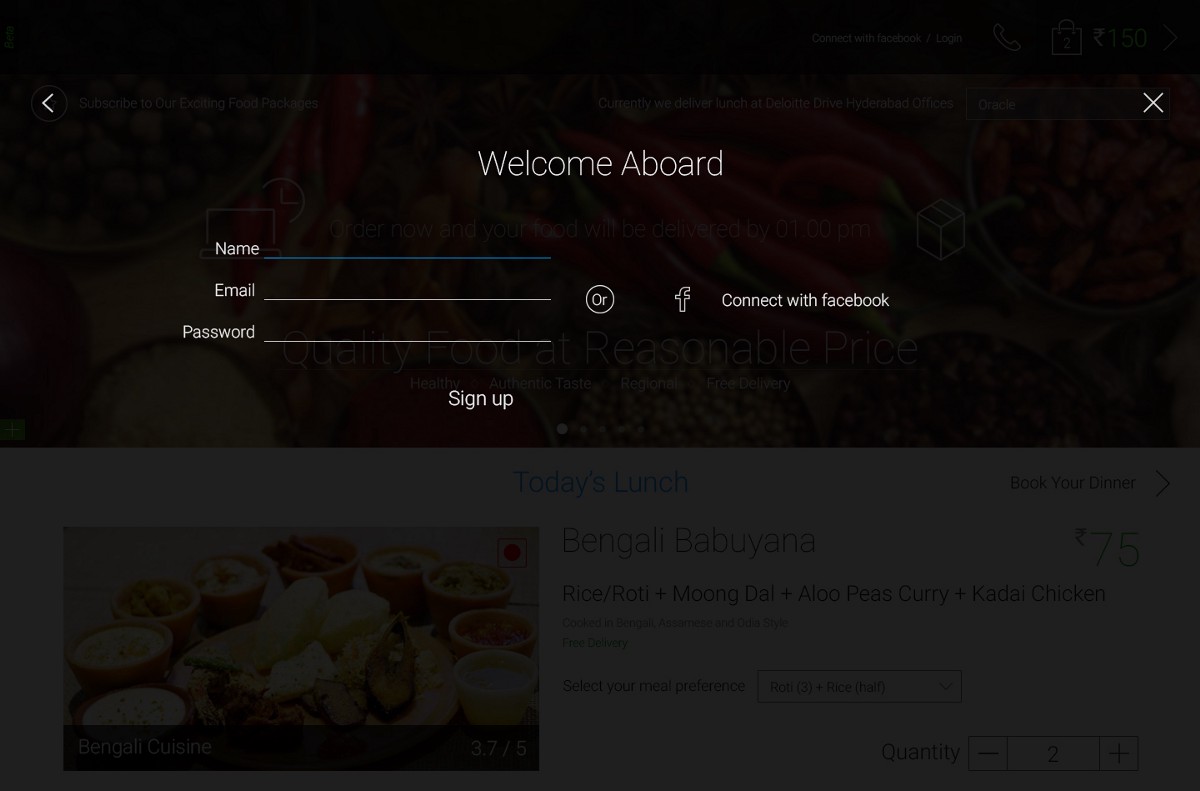 Beta
Connect with facebook / Login
2
₹150
Subscribe to Our Exciting Food Packages
Currently we deliver lunch at Deloitte Drive Hyderabad Offices
Oracle
Welcome Aboard
Order now and your food will be delivered by 01:00 pm
Name
Email
Or
Connect with facebook
Password
Quality Food at Reasonable Price
Healthy Authentic Taste Regional Free Delivery
Sign up
Today's Lunch
Book Your Dinner
Bengali Babuyana
₹75
Rice/Roti + Moong Dal + Aloo Peas Curry + Kadai Chicken
Cooked in Bengali, Assamese and Odia Style
Free Delivery
Select your meal preference
Roti (3) + Rice (half)
Bengali Cuisine
3.7 / 5
Quantity
2